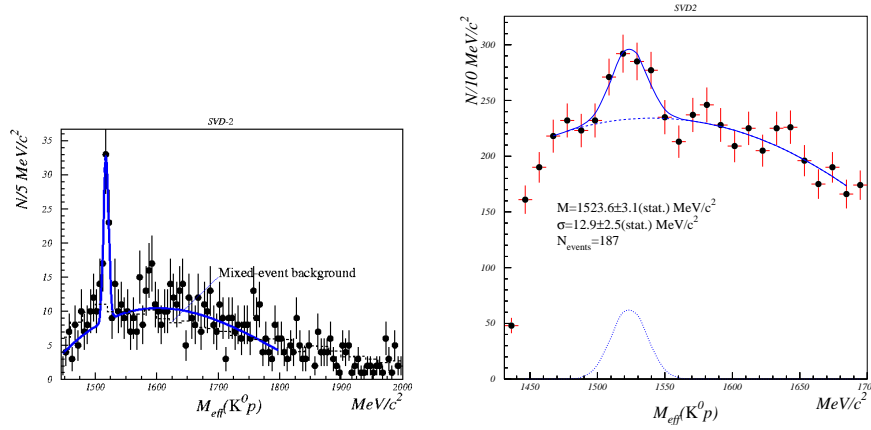 SVD-2
N/5 MeV/c²
35
30
25
20
15
10
5
0
Mixed-event background
1500 1600 1700 1800 1900 2000
M_eff(K⁰p) MeV/c²
SVD2
N/10 MeV/c²
300
250
200
150
100
50
0
M=1523.6±3.1(stat.) MeV/c²
σ=12.9±2.5(stat.) MeV/c²
N_events=187
1450 1500 1550 1600 1650 170
M_eff(K⁰p) MeV/c²